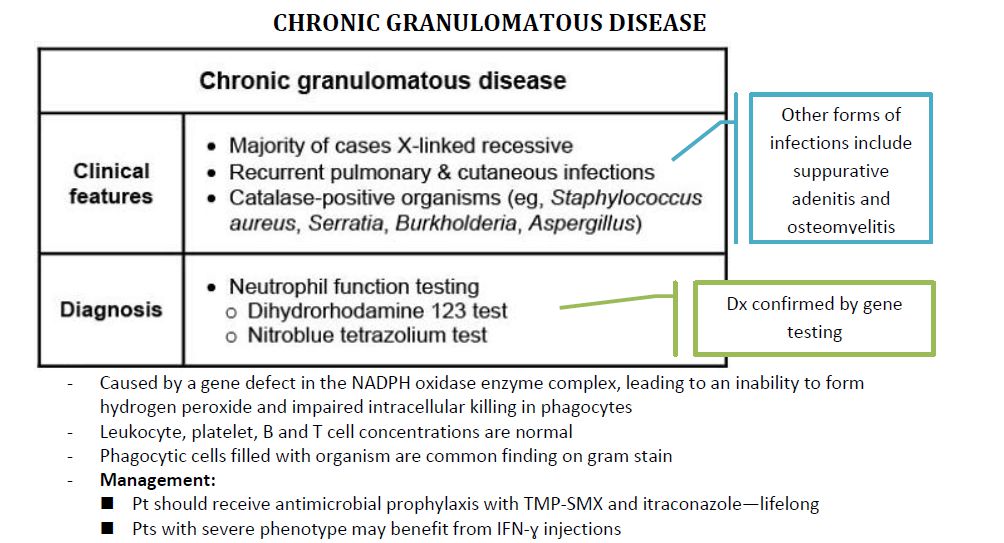 CHRONIC GRANULOMATOUS DISEASE
Chronic granulomatous disease
Clinical
features
• Majority of cases X-linked recessive
• Recurrent pulmonary & cutaneous infections
• Catalase-positive organisms (eg, Staphylococcus
aureus, Serratia, Burkholderia, Aspergillus)
Other forms of
infections include
suppurative
adenitis and
osteomyelitis
Diagnosis
• Neutrophil function testing
o Dihydrorhodamine 123 test
o Nitroblue tetrazolium test
Dx confirmed by gene
testing
- Caused by a gene defect in the NADPH oxidase enzyme complex, leading to an inability to form
hydrogen peroxide and impaired intracellular killing in phagocytes
- Leukocyte, platelet, B and T cell concentrations are normal
- Phagocytic cells filled with organism are common finding on gram stain
- Management:
■ Pt should receive antimicrobial prophylaxis with TMP-SMX and itraconazole—lifelong
■ Pts with severe phenotype may benefit from IFN-ɣ injections